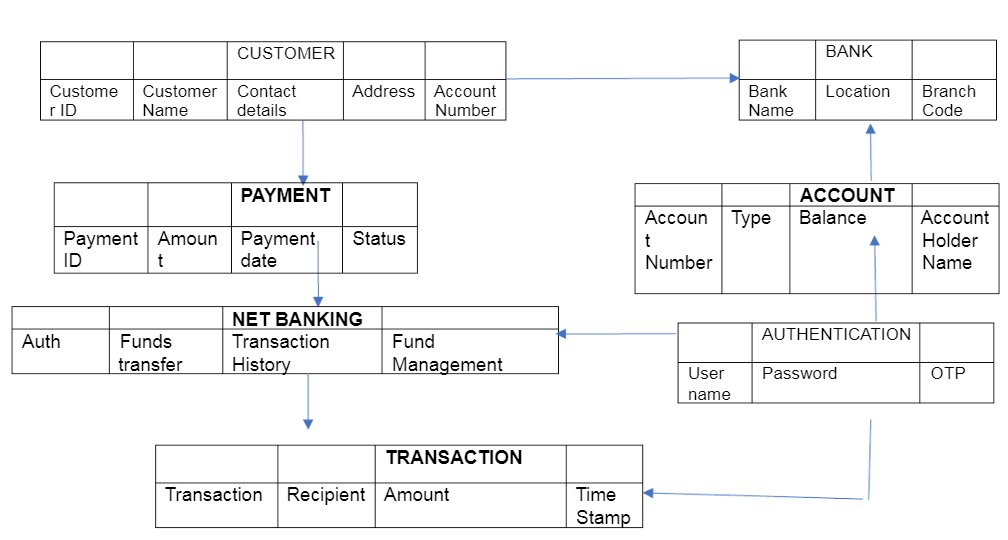 CUSTOMER
Custome
r ID
Customer
Name
Contact
details
Address
Account
Number
BANK
Bank
Name
Location
Branch
Code
PAYMENT
Payment
ID
Amoun
t
Payment
date
Status
ACCOUNT
Accoun
t
Number
Type
Balance
Account
Holder
Name
NET BANKING
Auth
Funds
transfer
Transaction
History
Fund
Management
AUTHENTICATION
User
name
Password
OTP
TRANSACTION
Transaction
Recipient
Amount
Time
Stamp